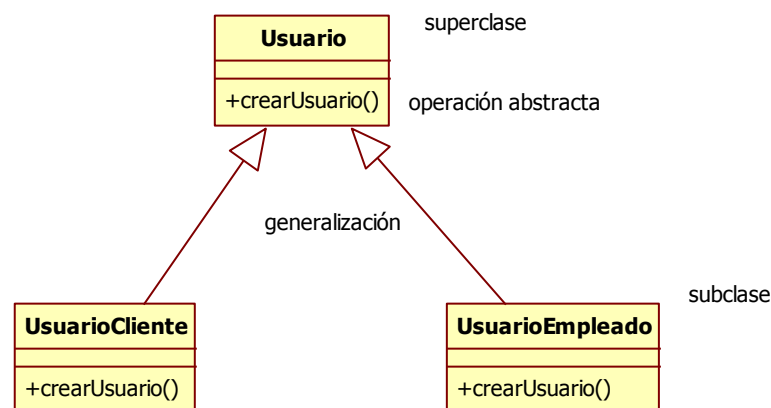 Usuario
superclase
+crearUsuario()
operación abstracta
generalización
UsuarioCliente
+crearUsuario()
UsuarioEmpleado
+crearUsuario()
subclase